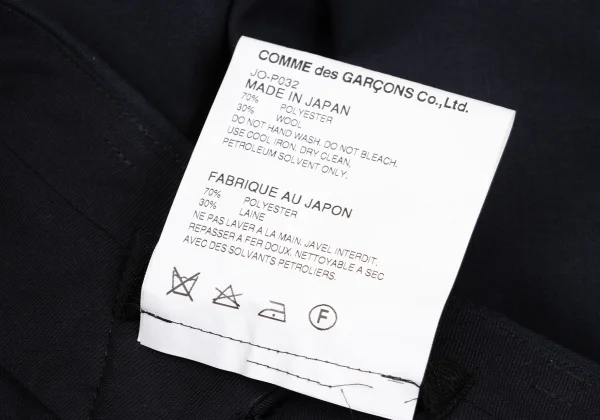 COMME des GARÇONS Co.,Ltd.
JO-P032
MADE IN JAPAN
70% POLYESTER
30% WOOL
DO NOT HAND WASH. DO NOT BLEACH.
USE COOL IRON. DRY CLEAN,
PETROLEUM SOLVENT ONLY.
FABRIQUE AU JAPON
70% POLYESTER
30% LAINE
NE PAS LAVER A LA MAIN. JAVEL INTERDIT.
REPASSER A FER DOUX. NETTOYABLE A SEC
AVEC DES SOLVANTS PETROLIERS.
F